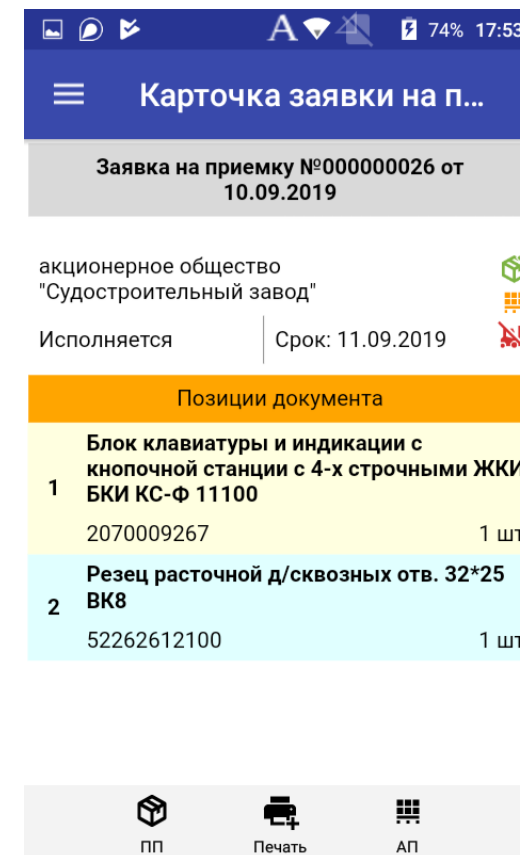 74% 17:53
Карточка заявки на п...
Заявка на приемку №000000026 от
10.09.2019
акционерное общество
"Судостроительный завод"
Исполняется
Срок: 11.09.2019
Позиции документа
Блок клавиатуры и индикации с
кнопочной станции с 4-х строчными ЖКИ
1
БКИ КС-Ф 11100
2070009267
1 шт
Резец расточной д/сквозных отв. 32*25
2
ВК8
52262612100
1 шт
ПП
Печать
АП